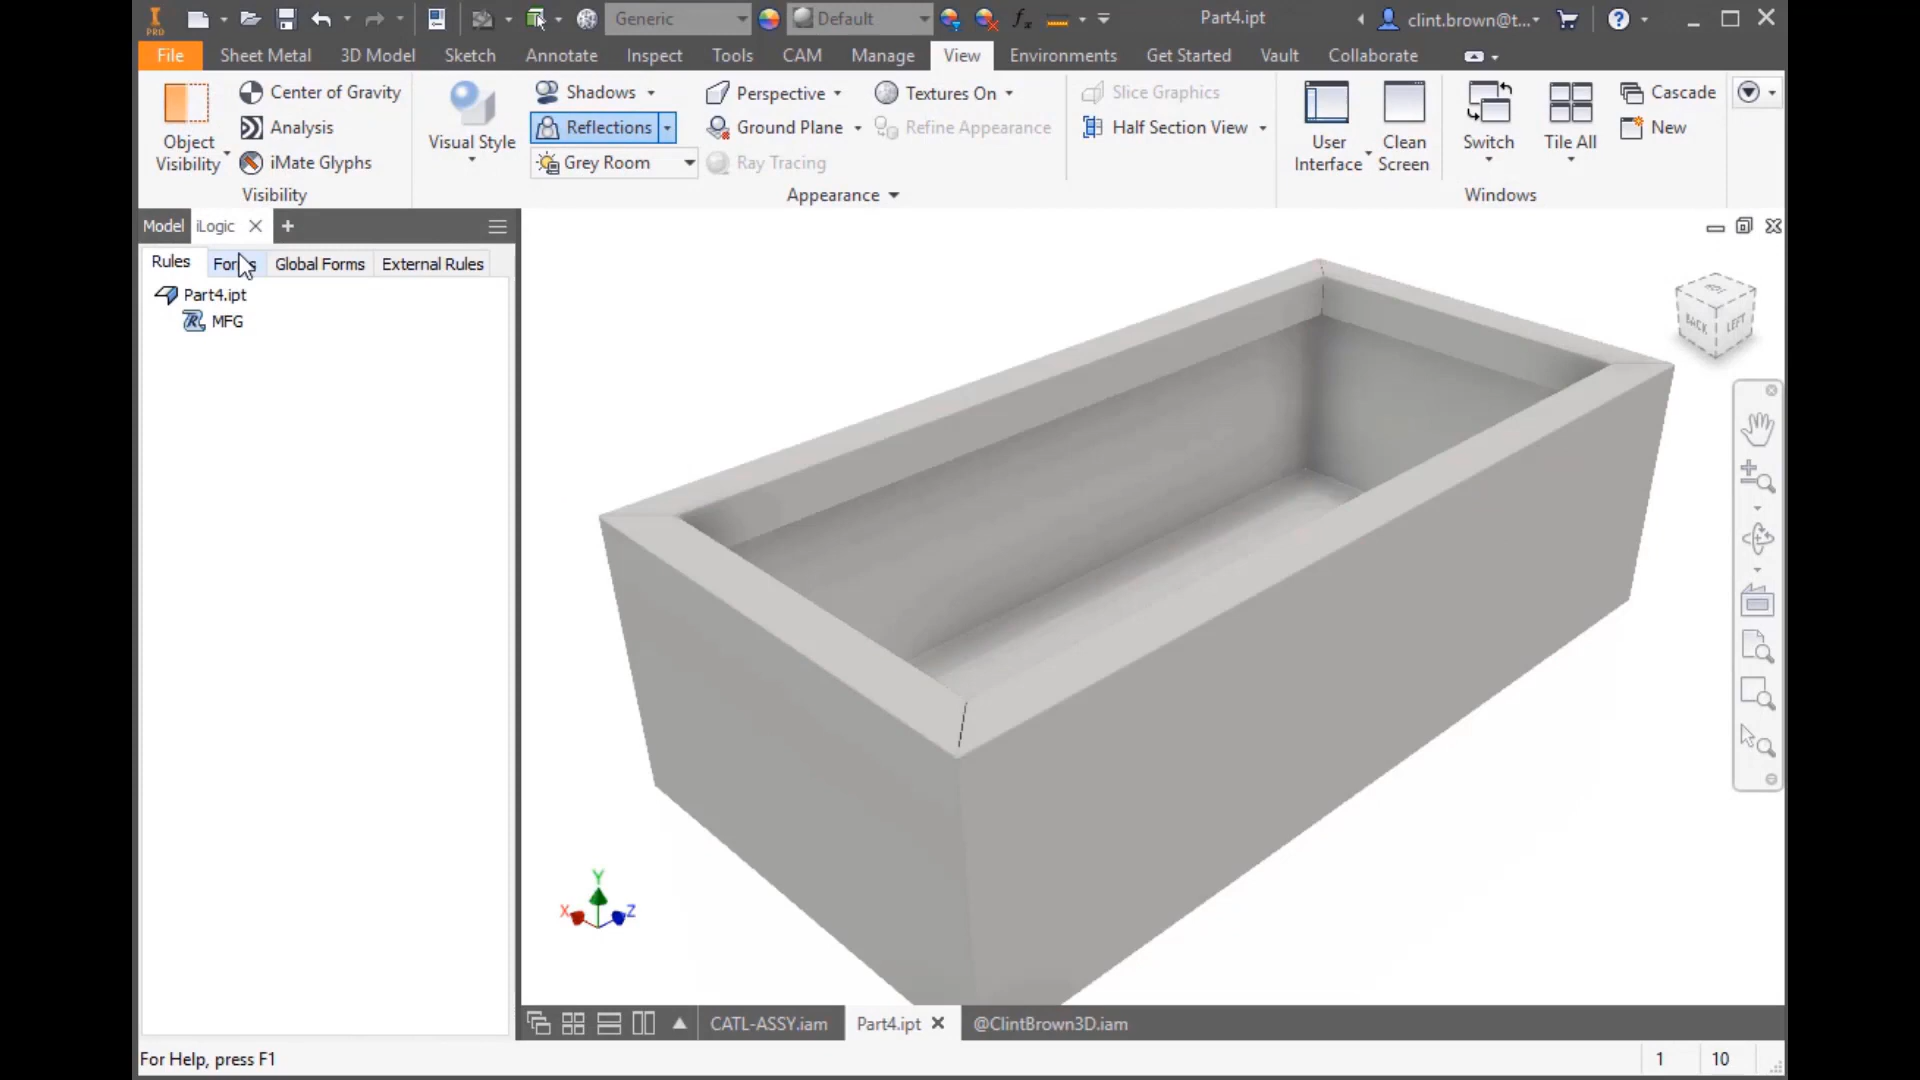 PRO
Generic
Default
Part4.ipt
clint.brown@t...
File
Sheet Metal
3D Model
Sketch
Annotate
Inspect
Tools
CAM
Manage
View
Environments
Get Started
Vault
Collaborate
Object
Visibility
Center of Gravity
Analysis
iMate Glyphs
Visibility
Visual Style
Shadows
Reflections
Grey Room
Perspective
Ground Plane
Ray Tracing
Textures On
Refine Appearance
Appearance
Slice Graphics
Half Section View
User
Interface
Clean
Screen
Switch
Tile All
Cascade
New
Windows
Model
iLogic
Rules
Forms
Global Forms
External Rules
Part4.ipt
MFG
BACK
LEFT
Y
X
Z
CATL-ASSY.iam
Part4.ipt
@ClintBrown3D.iam
For Help, press F1
1
10